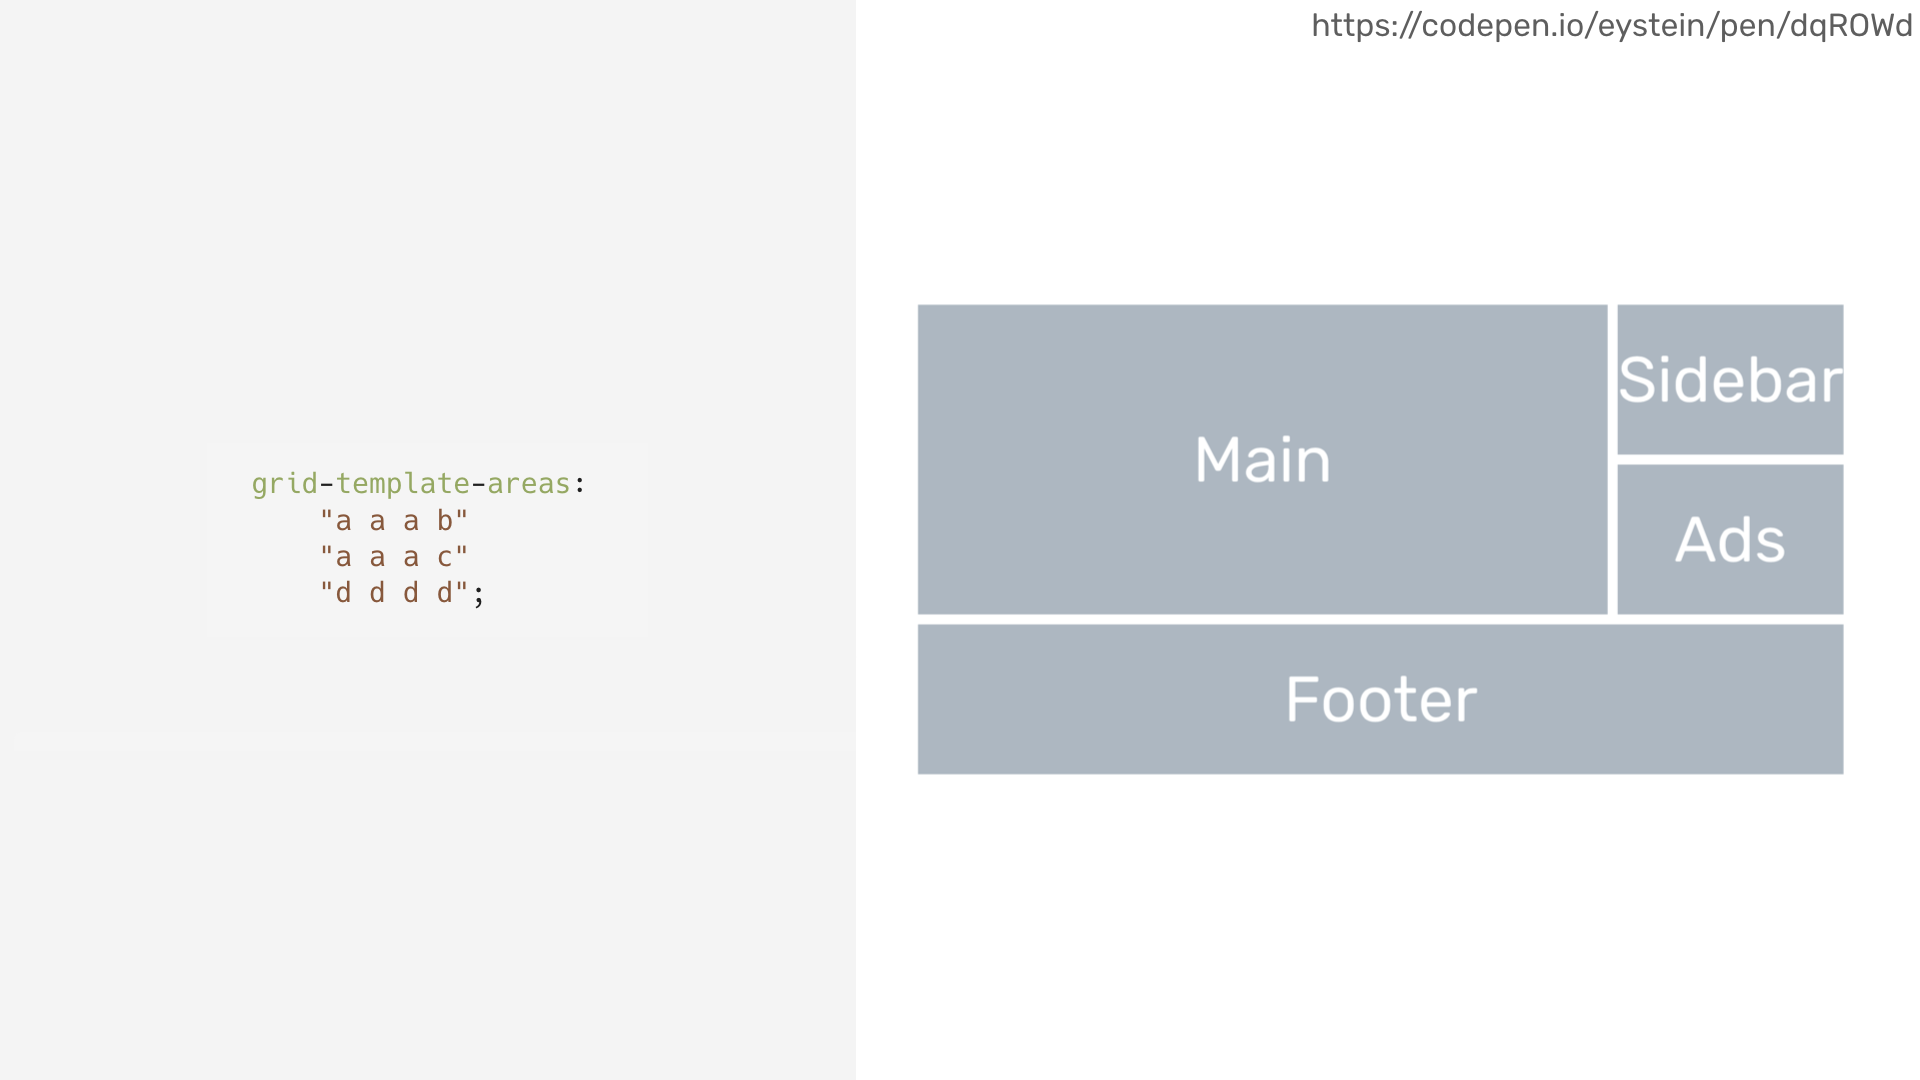 https://codepen.io/eystein/pen/dqROWd
grid-template-areas:
"a a a b"
"a a a c"
"d d d d";
Main
Sidebar
Ads
Footer